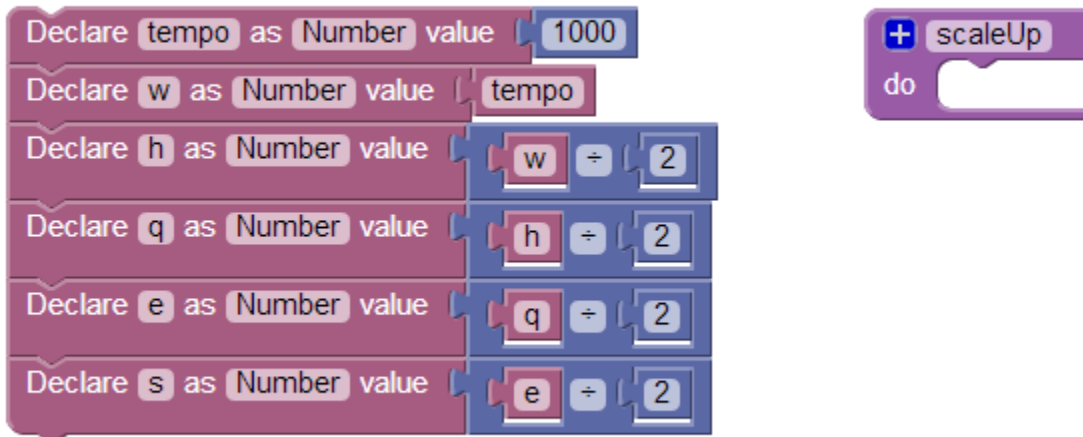 Declare tempo as Number value 1000
Declare w as Number value tempo
Declare h as Number value w ÷ 2
Declare q as Number value h ÷ 2
Declare e as Number value q ÷ 2
Declare s as Number value e ÷ 2
+ scaleUp
do